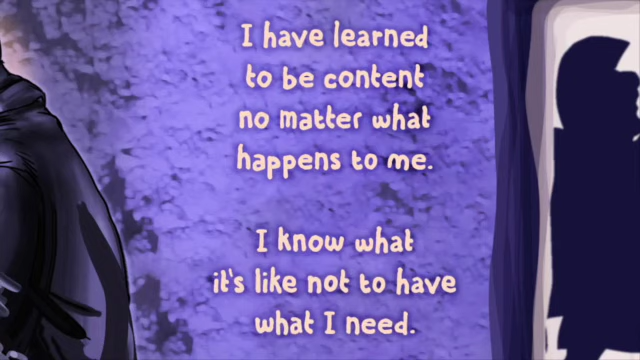 I have learned
to be content
no matter what
happens to me.
I know what
it's like not to have
what I need.